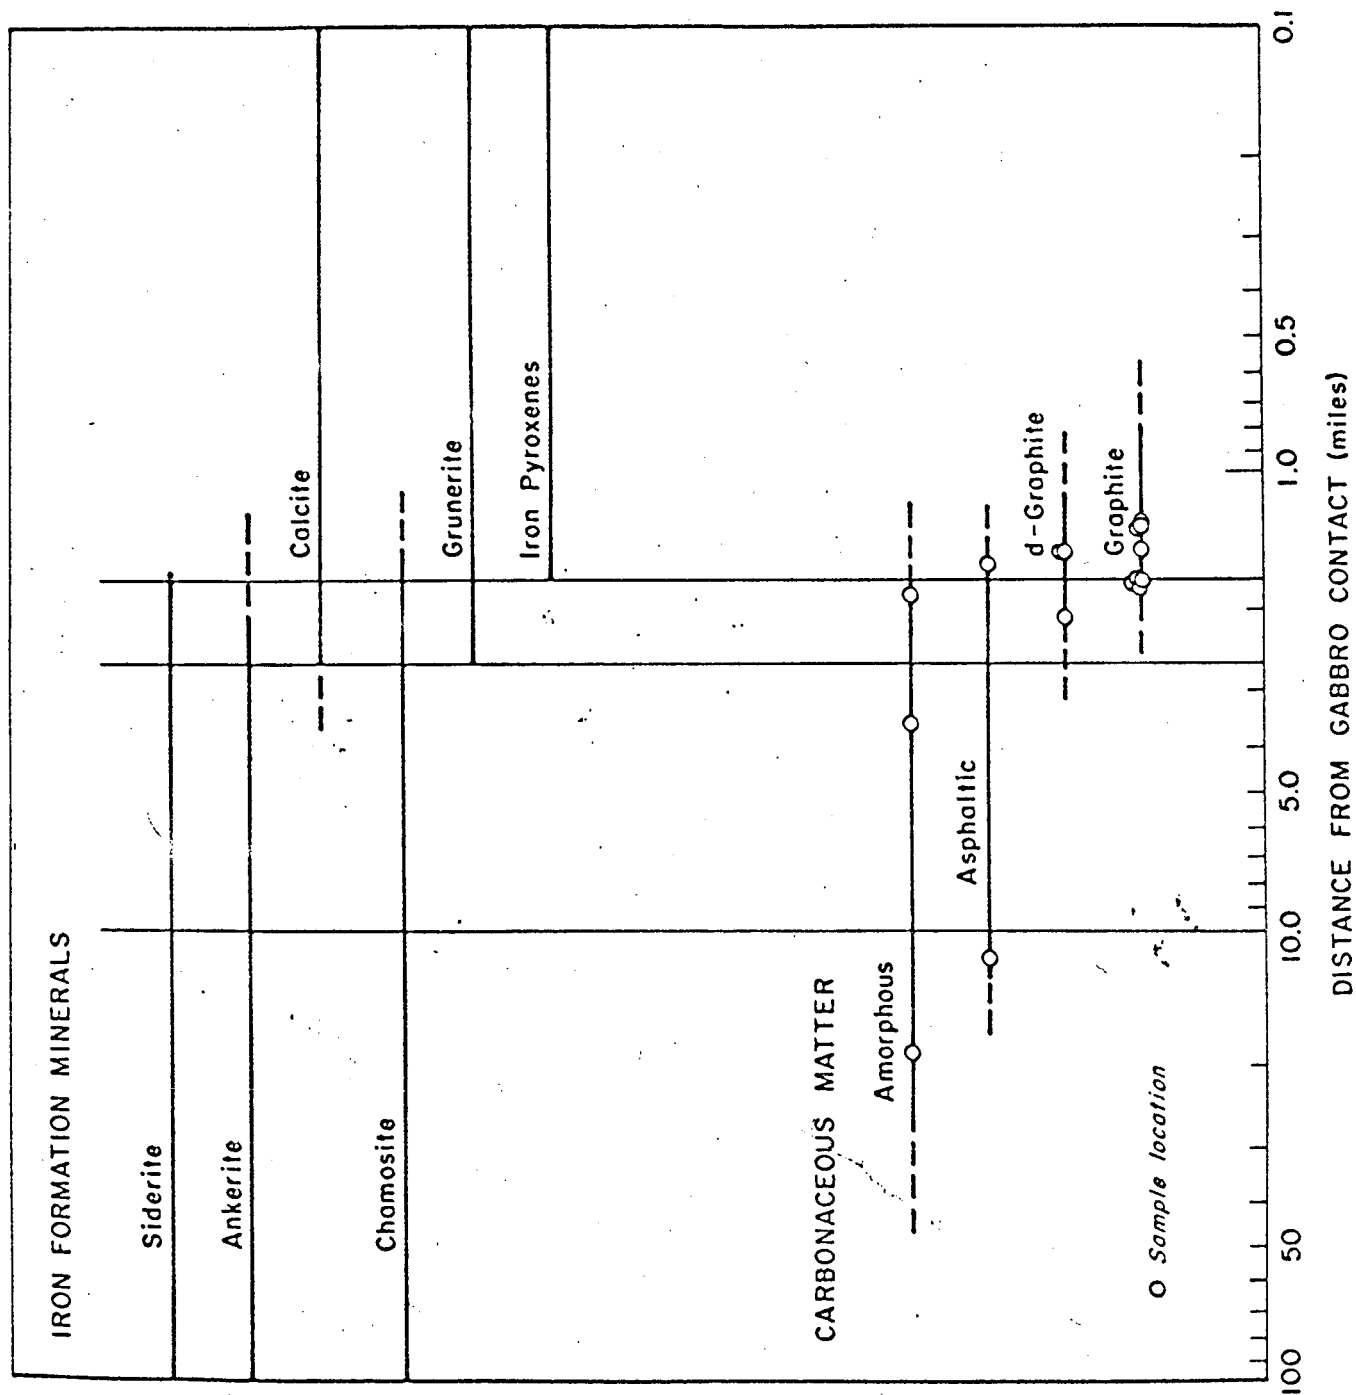 IRON FORMATION MINERALS
Siderite
Ankerite
Calcite
Chamosite
Grunerite
Iron Pyroxenes
CARBONACEOUS MATTER
Amorphous
Asphaltic
d-Graphite
Graphite
O Sample location
100 50 10.0 5.0 1.0 0.5 0.1
DISTANCE FROM GABBRO CONTACT (miles)